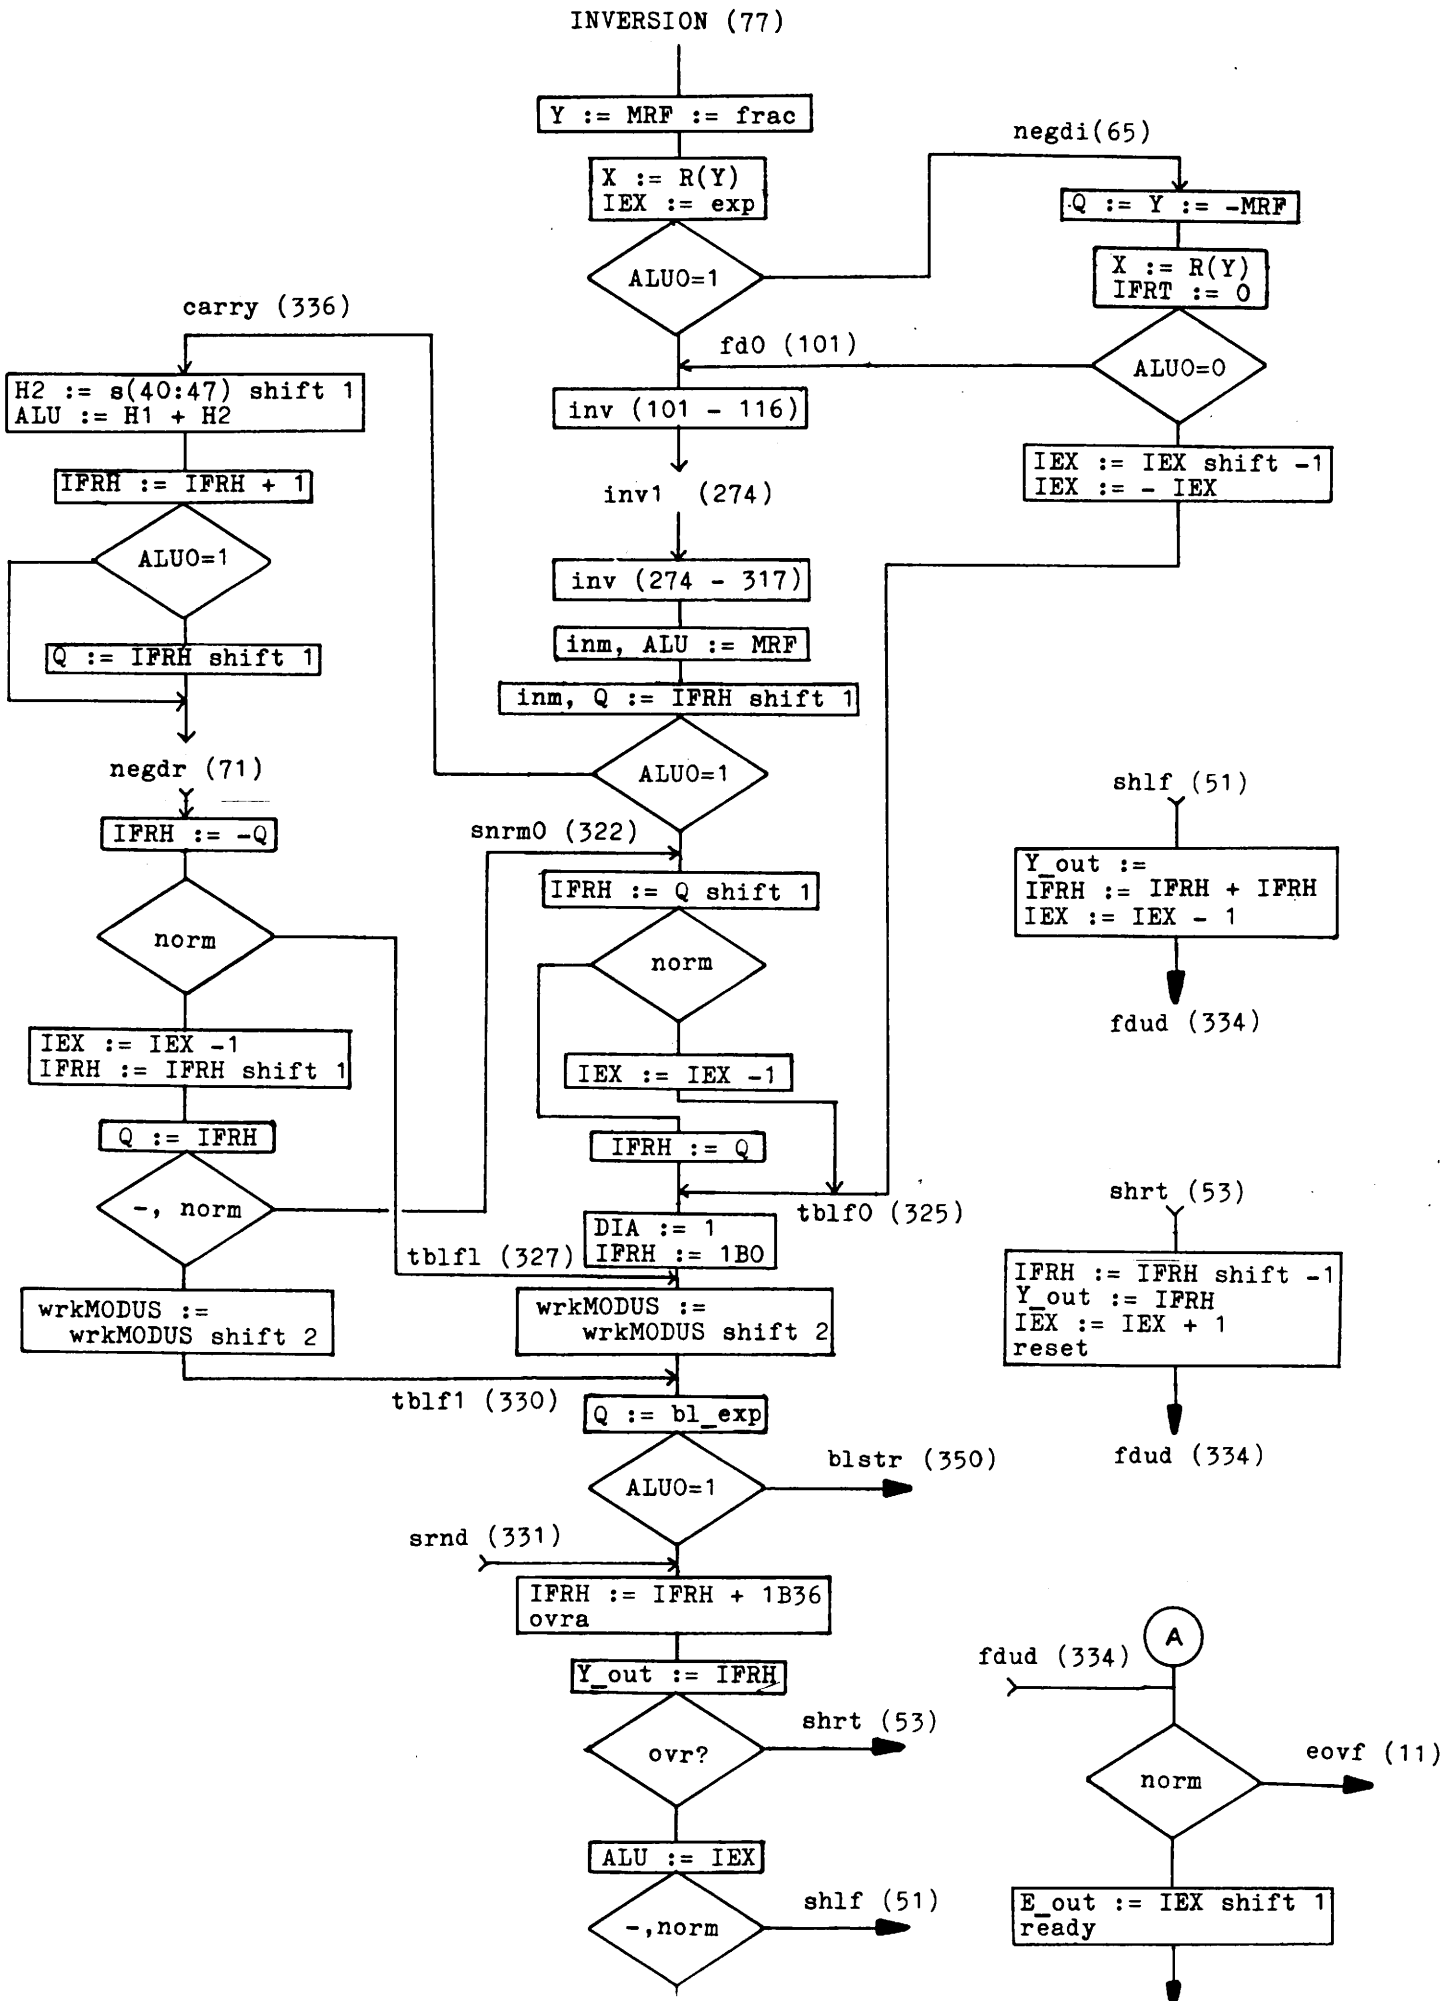 INVERSION (77)
Y := MRF := frac
X := R(Y)
IEX := exp
ALU0=1
negdi(65)
Q := Y := -MRF
X := R(Y)
IFRT := 0
ALU0=0
IEX := IEX shift -1
IEX := - IEX
fd0 (101)
inv (101 - 116)
inv1 (274)
inv (274 - 317)
inm, ALU := MRF
inm, Q := IFRH shift 1
ALU0=1
carry (336)
H2 := s(40:47) shift 1
ALU := H1 + H2
IFRH := IFRH + 1
ALU0=1
Q := IFRH shift 1
negdr (71)
IFRH := -Q
norm
IEX := IEX -1
IFRH := IFRH shift 1
Q := IFRH
-, norm
wrkMODUS :=
wrkMODUS shift 2
snrm0 (322)
IFRH := Q shift 1
norm
IEX := IEX -1
IFRH := Q
tblf0 (325)
DIA := 1
IFRH := 1B0
tblfl (327)
wrkMODUS :=
wrkMODUS shift 2
tblf1 (330)
Q := bl_exp
ALU0=1
blstr (350)
srnd (331)
IFRH := IFRH + 1B36
ovra
Y_out := IFRH
ovr?
shrt (53)
ALU := IEX
-,norm
shlf (51)
shlf (51)
Y_out :=
IFRH := IFRH + IFRH
IEX := IEX - 1
fdud (334)
shrt (53)
IFRH := IFRH shift -1
Y_out := IFRH
IEX := IEX + 1
reset
fdud (334)
A
fdud (334)
norm
eovf (11)
E_out := IEX shift 1
ready